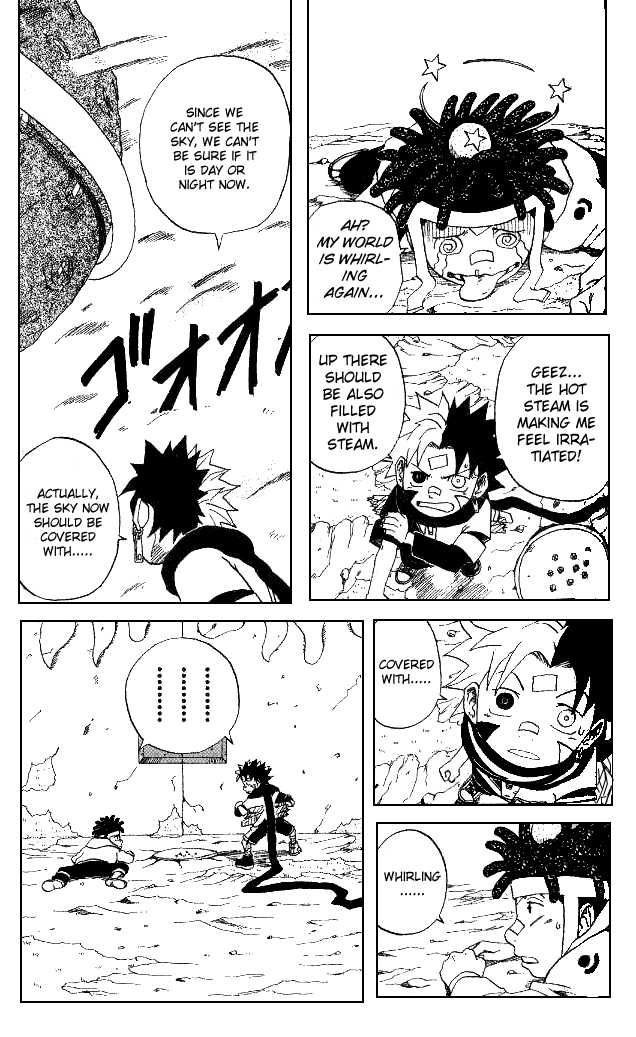 AH?
MY WORLD
IS WHIRL-
ING
AGAIN...
GEEZ...
THE HOT
STEAM IS
MAKING ME
FEEL IRRA-
TIATED!
UP THERE
SHOULD
BE ALSO
FILLED
WITH
STEAM.
SINCE WE
CAN'T SEE THE
SKY, WE CAN'T
BE SURE IF IT
IS DAY OR
NIGHT NOW.
ゴオオオ
ACTUALLY,
THE SKY NOW
SHOULD BE
COVERED
WITH.....
COVERED
WITH.....
WHIRLING
......